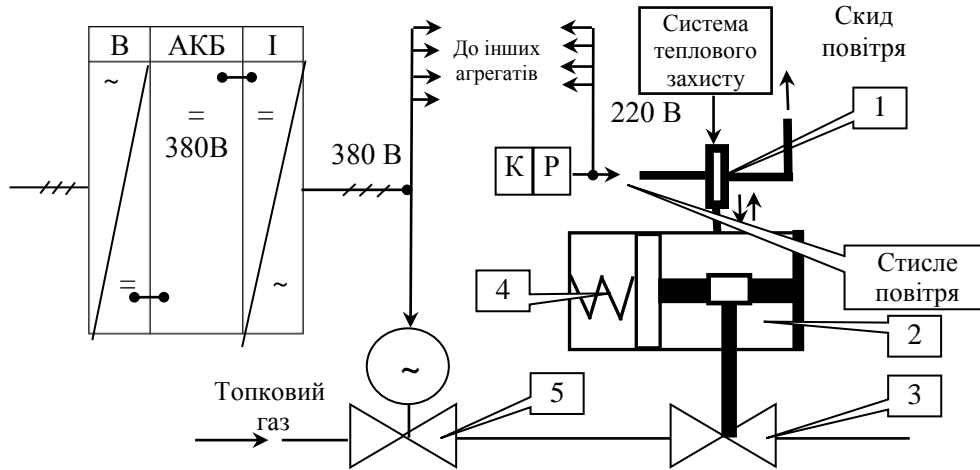 В АКБ І
~ = =
380В
= ~
380 В
До інших
агрегатів
К Р
220 В
Система
теплового
захисту
Скид
повітря
1
Стисле
повітря
4
2
~
Топковий
газ
5
3